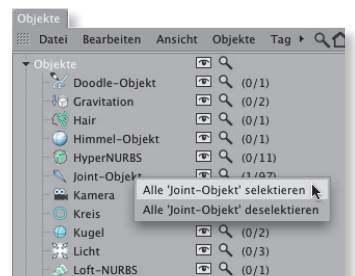 Objekte
Datei Bearbeiten Ansicht Objekte Tag
Objekte
Doodle-Objekt (0/1)
Gravitation (0/2)
Hair (0/1)
Himmel-Objekt (0/1)
HyperNURBS (0/11)
Joint-Objekt (1/97)
Kamera
Alle 'Joint-Objekt' selektieren
Kreis
Alle 'Joint-Objekt' deselektieren
Kugel (0/2)
Licht (0/3)
Loft-NURBS (0/1)